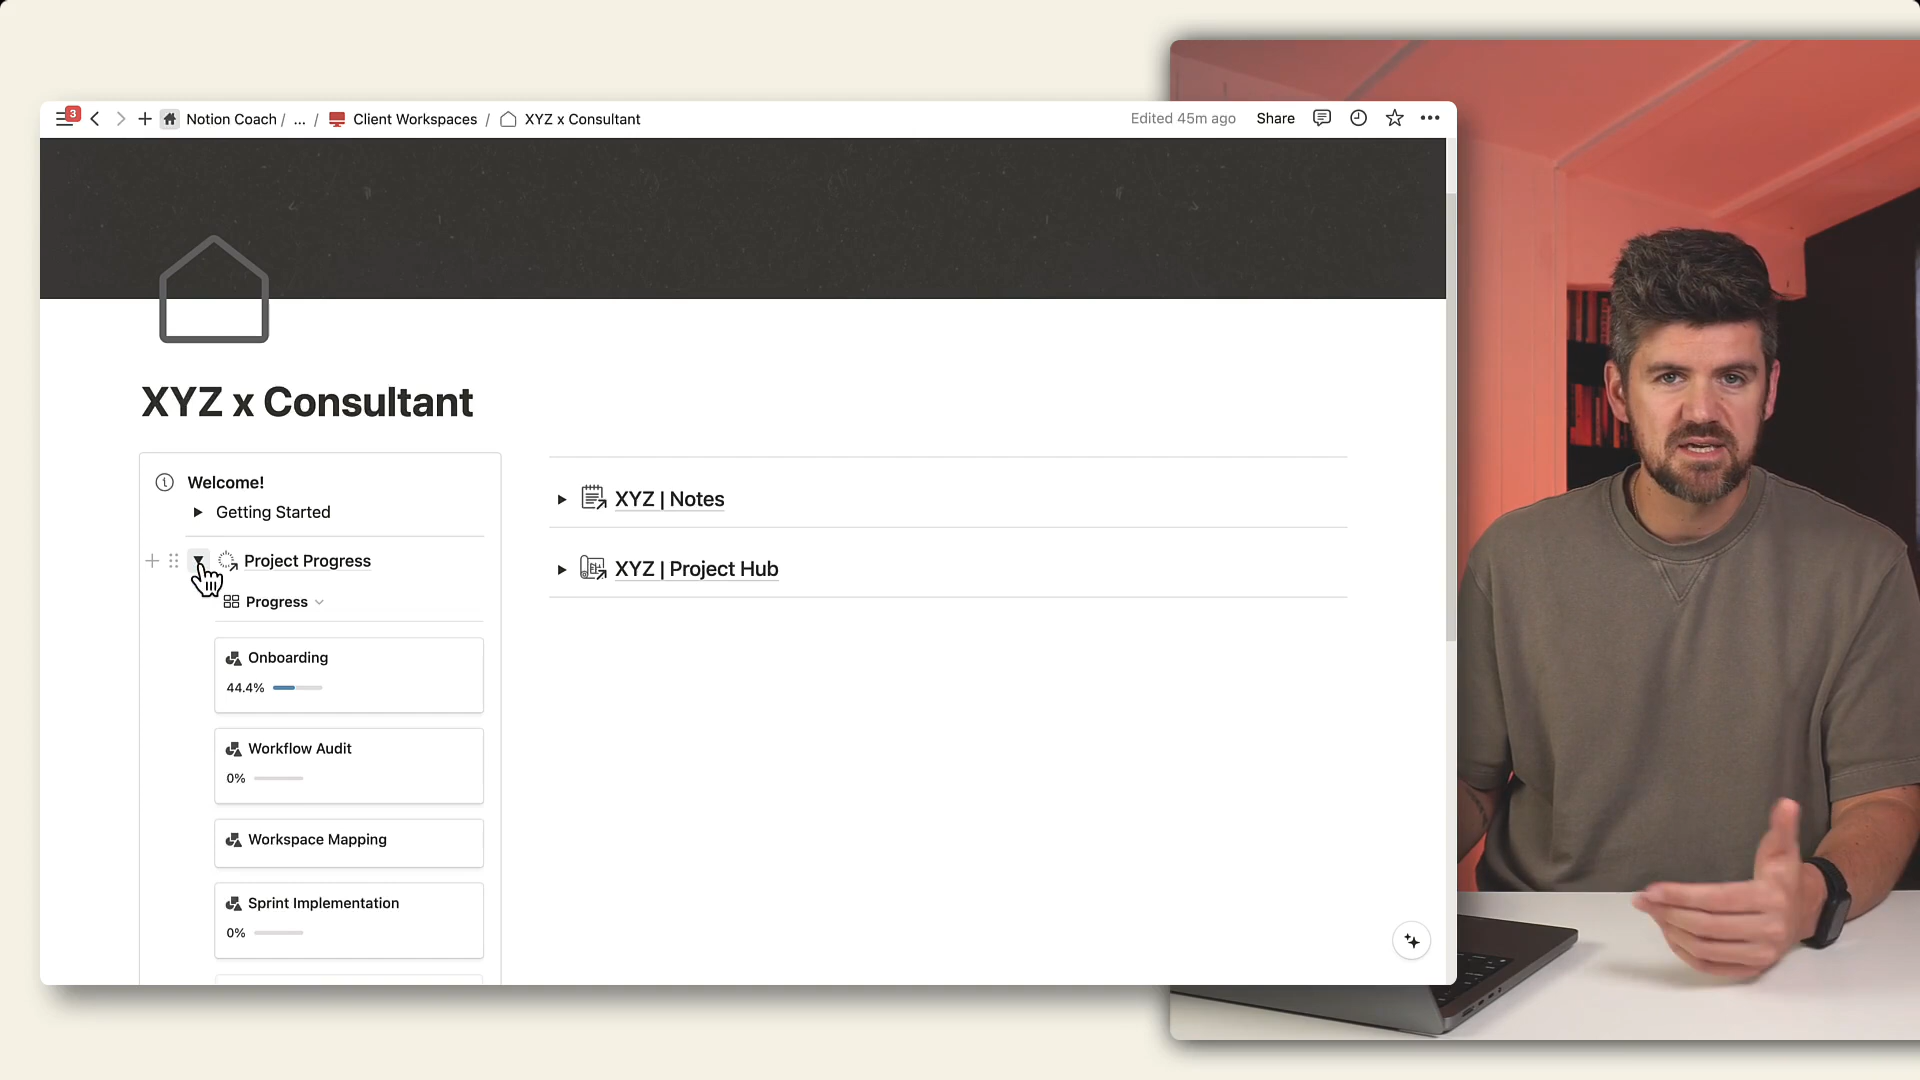 3
Notion Coach / ... / Client Workspaces / XYZ x Consultant
Edited 45m ago
Share
XYZ x Consultant
Welcome!
Getting Started
Project Progress
Progress
Onboarding
44.4%
Workflow Audit
0%
Workspace Mapping
Sprint Implementation
0%
XYZ | Notes
XYZ | Project Hub